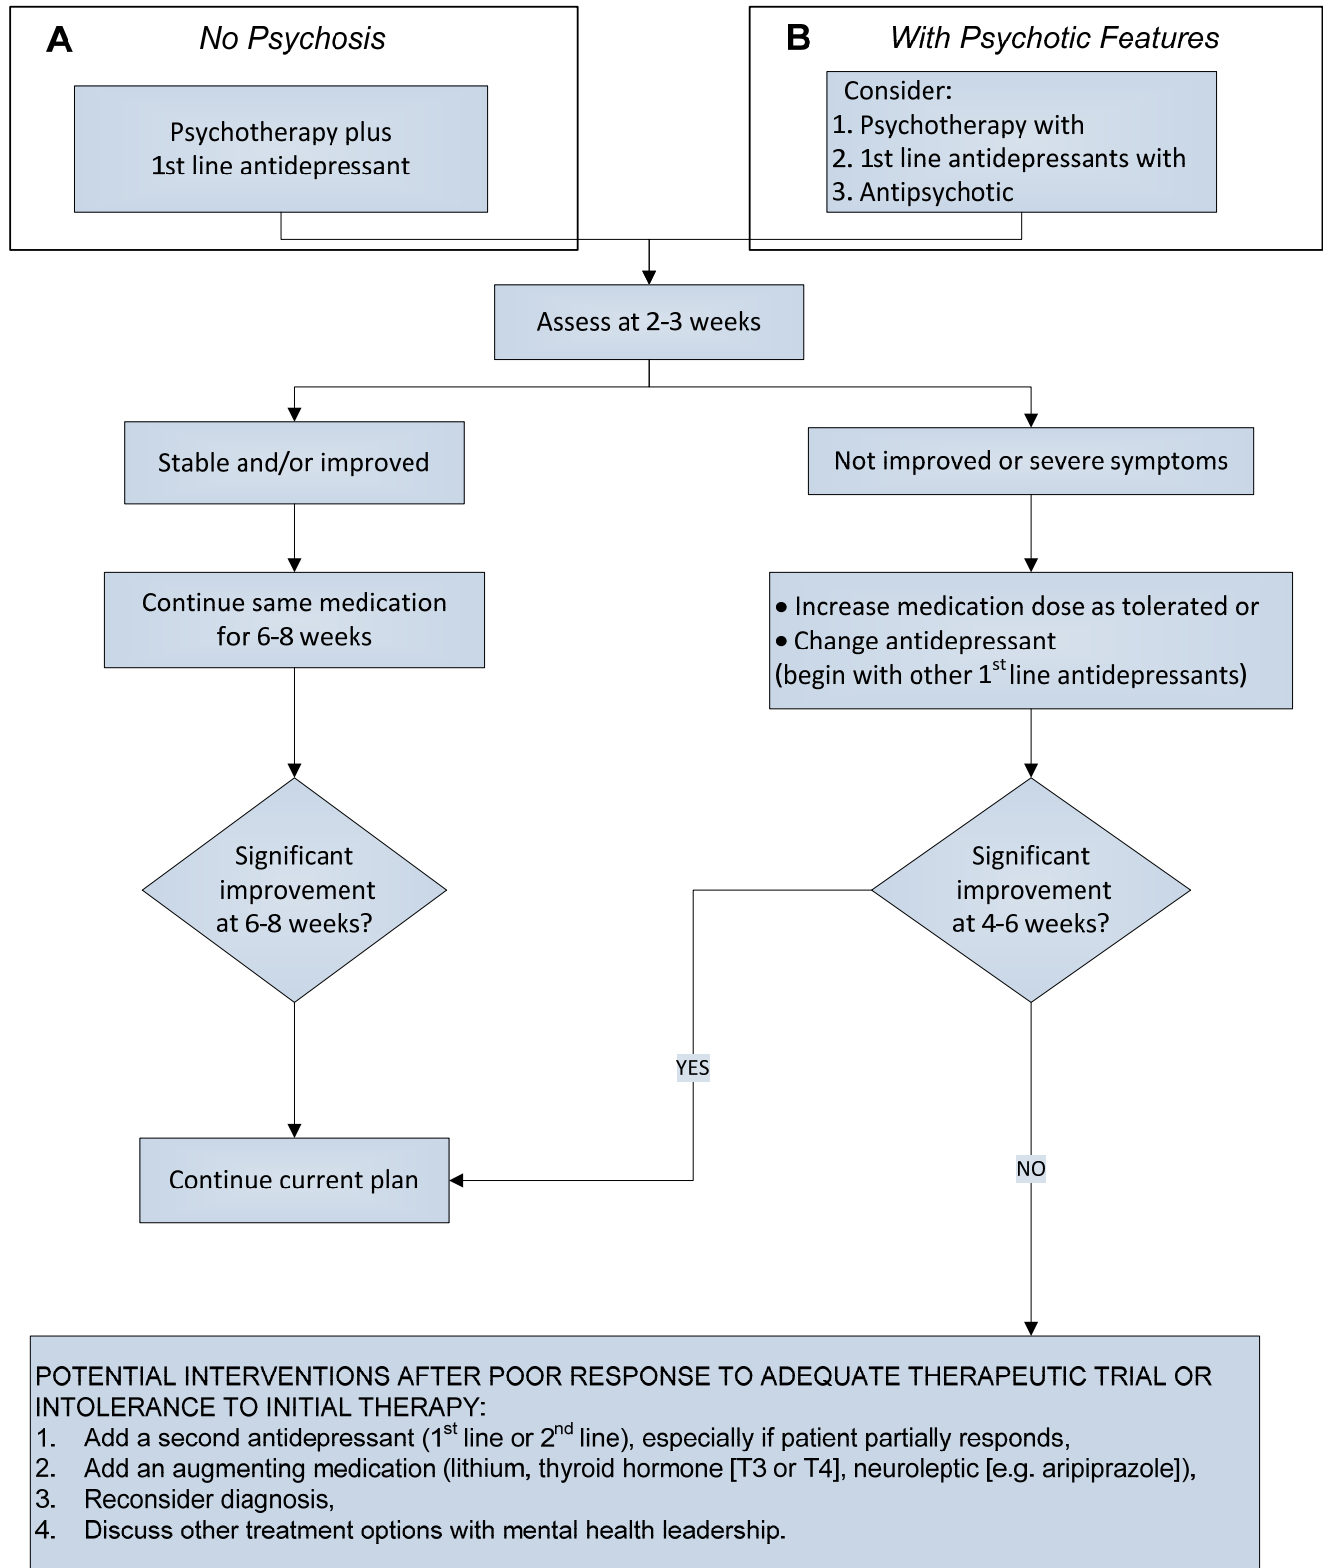 A No Psychosis
Psychotherapy plus
1st line antidepressant
B With Psychotic Features
Consider:
1. Psychotherapy with
2. 1st line antidepressants with
3. Antipsychotic
Assess at 2-3 weeks
Stable and/or improved
Not improved or severe symptoms
Continue same medication
for 6-8 weeks
• Increase medication dose as tolerated or
• Change antidepressant
(begin with other 1st line antidepressants)
Significant
improvement
at 6-8 weeks?
Significant
improvement
at 4-6 weeks?
YES
NO
Continue current plan
POTENTIAL INTERVENTIONS AFTER POOR RESPONSE TO ADEQUATE THERAPEUTIC TRIAL OR
INTOLERANCE TO INITIAL THERAPY:
1. Add a second antidepressant (1st line or 2nd line), especially if patient partially responds,
2. Add an augmenting medication (lithium, thyroid hormone [T3 or T4], neuroleptic [e.g. aripiprazole]),
3. Reconsider diagnosis,
4. Discuss other treatment options with mental health leadership.